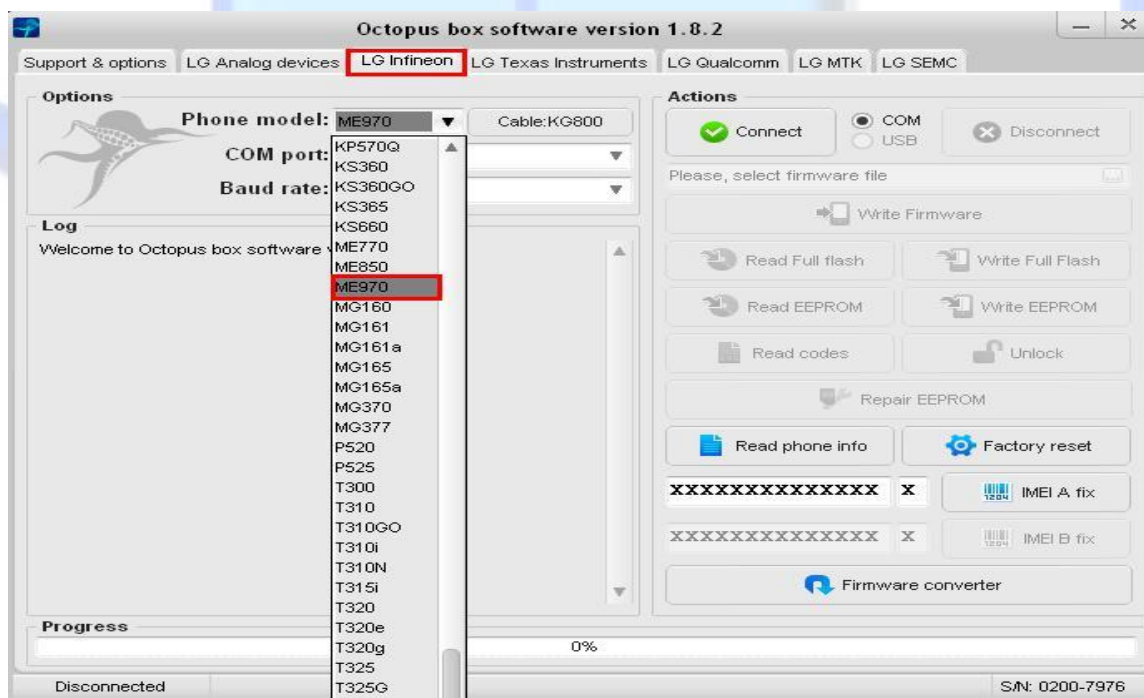 Octopus box software version 1.8.2
Support & options LG Analog devices LG Infineon LG Texas Instruments LG Qualcomm LG MTK LG SEMC
Options
Phone model: ME970 Cable:KG800
COM port:
Baud rate:
KP570Q
KS360
KS360GO
KS365
KS660
ME770
ME850
ME970
MG160
MG161
MG161a
MG165
MG165a
MG370
MG377
P520
P525
T300
T310
T310GO
T310i
T310N
T315i
T320
T320e
T320g
T325
T325G
Log
Welcome to Octopus box software v
Progress
0%
Actions
Connect COM USB Disconnect
Please, select firmware file
Write Firmware
Read Full flash Write Full Flash
Read EEPROM Write EEPROM
Read codes Unlock
Repair EEPROM
Read phone info Factory reset
XXXXXXXXXXXXXX X IMEI A fix
XXXXXXXXXXXXXX X IMEI B fix
Firmware converter
Disconnected S/N: 0200-7976